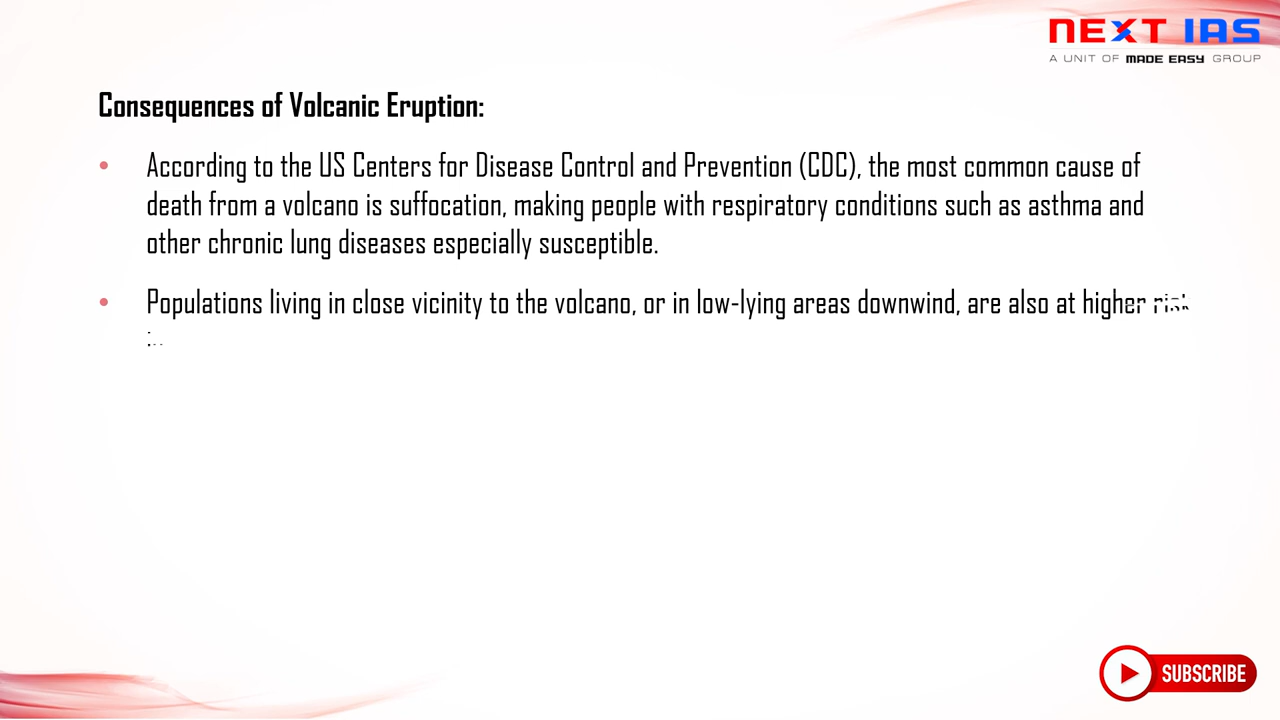 NEXT IAS
A UNIT OF MADE EASY GROUP
Consequences of Volcanic Eruption:
• According to the US Centers for Disease Control and Prevention (CDC), the most common cause of
death from a volcano is suffocation, making people with respiratory conditions such as asthma and
other chronic lung diseases especially susceptible.
• Populations living in close vicinity to the volcano, or in low-lying areas downwind, are also at higher risk
SUBSCRIBE